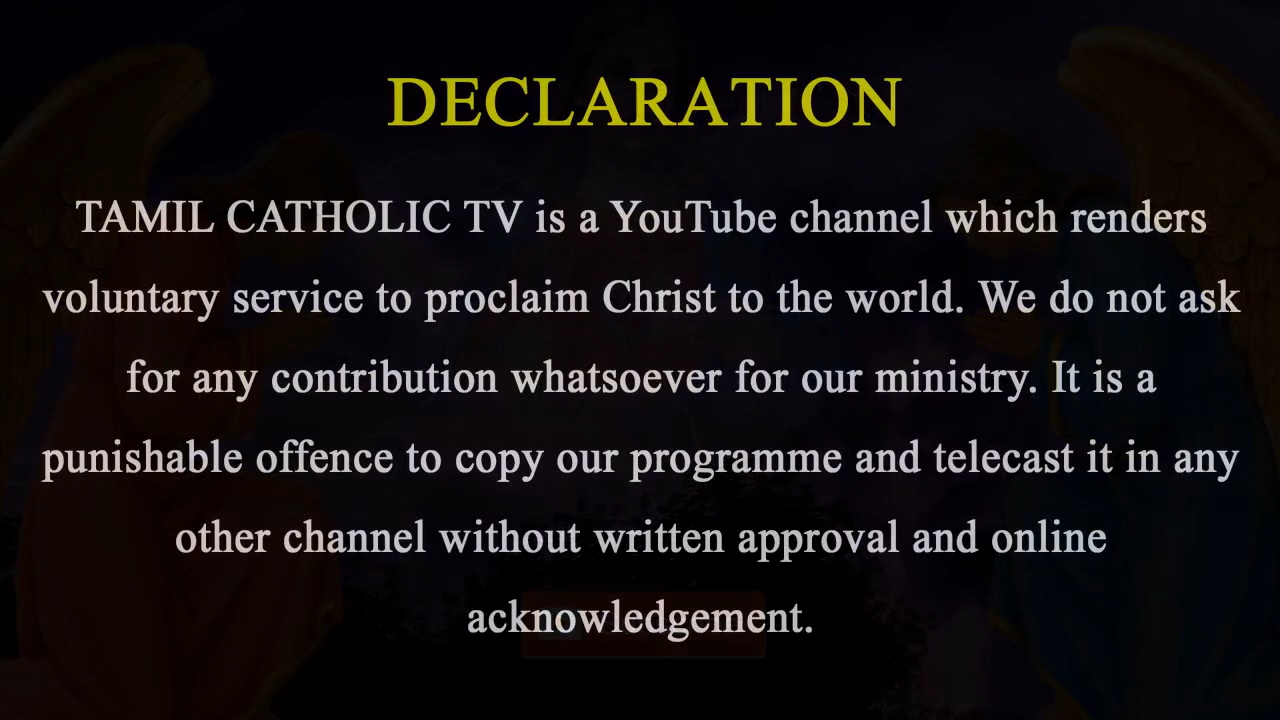 DECLARATION
TAMIL CATHOLIC TV is a YouTube channel which renders
voluntary service to proclaim Christ to the world. We do not ask
for any contribution whatsoever for our ministry. It is a
punishable offence to copy our programme and telecast it in any
other channel without written approval and online
acknowledgement.